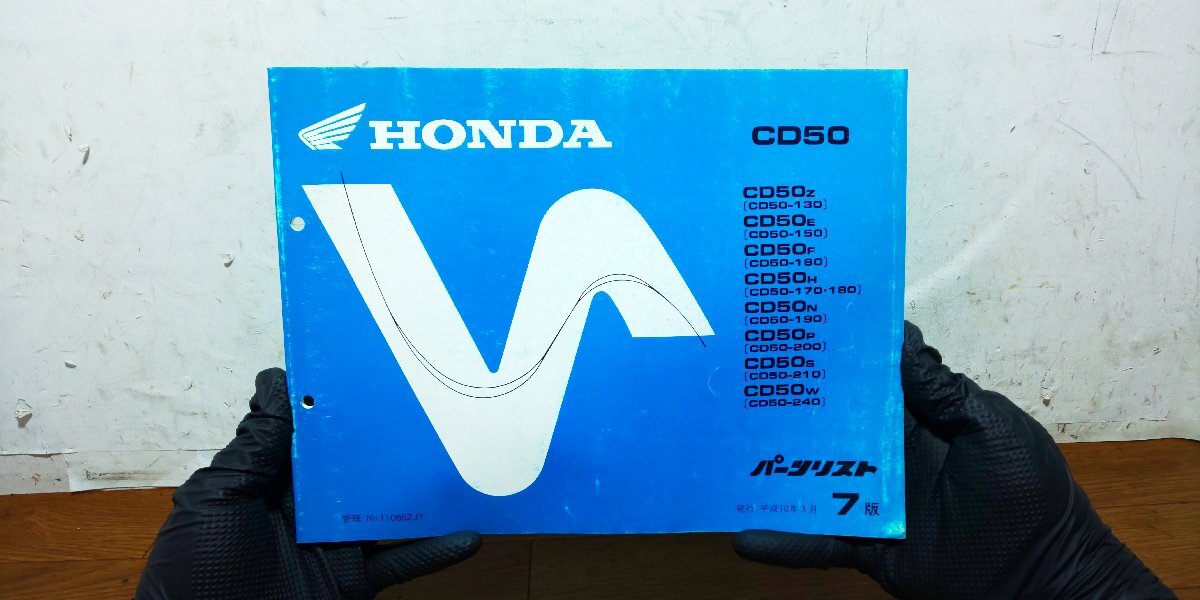 HONDA
CD50
CD50Z
(CD50-130)
CD50E
(CD50-150)
CD50F
(CD50-160)
CD50H
(CD50-170・180)
CD50N
(CD50-190)
CD50P
(CD50-200)
CD50S
(CD50-210)
CD50W
(CD50-240)
パーツリスト
発行 平成10年3月 7版
管理 No.